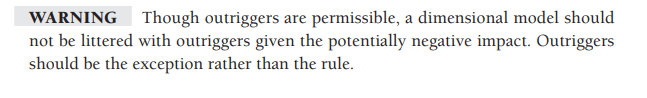 WARNING Though outriggers are permissible, a dimensional model should
not be littered with outriggers given the potentially negative impact. Outriggers
should be the exception rather than the rule.